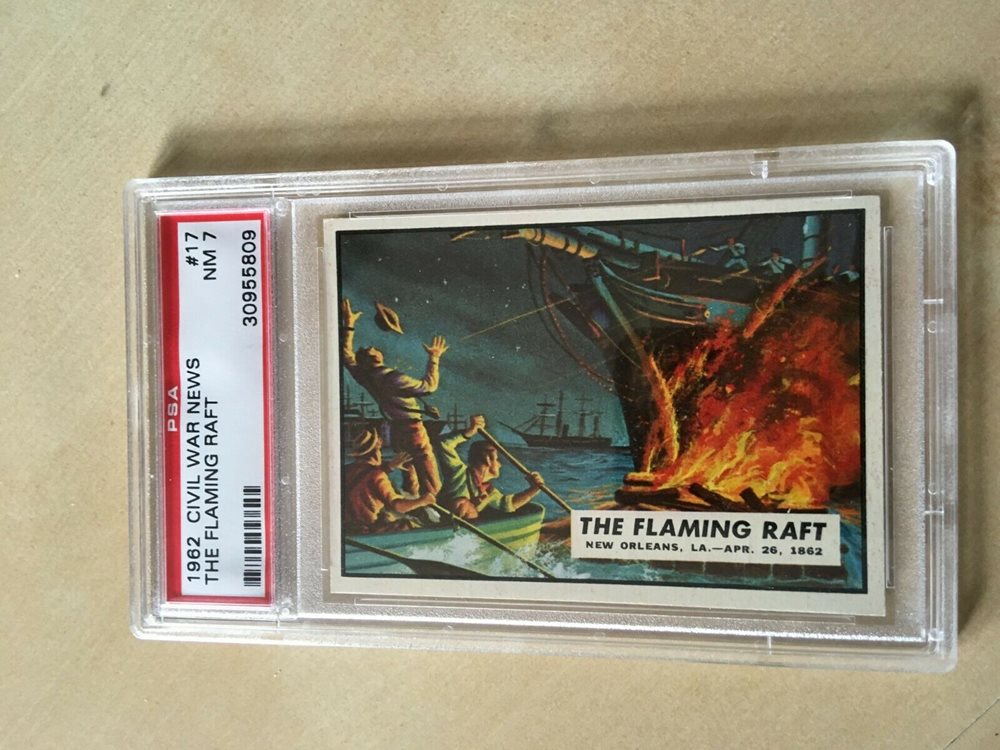 1962 CIVIL WAR NEWS #17
THE FLAMING RAFT NM 7
PSA 30955809
THE FLAMING RAFT
NEW ORLEANS, LA.—APR. 26, 1862